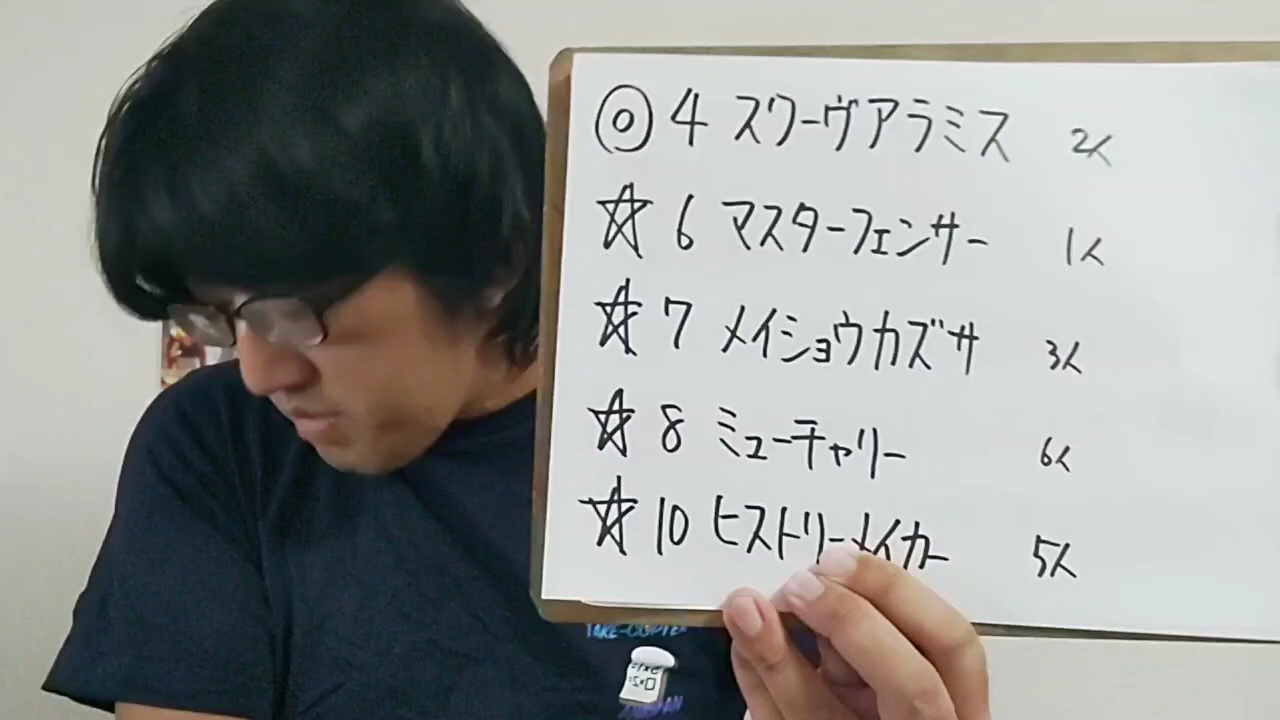 ◎ 4 スワーヴアラミス 2人
☆ 6 マスターフェンサー 1人
☆ 7 メイショウカズサ 3人
☆ 8 ミューチャリー 6人
☆ 10 ヒストリーメイカー 5人
TAKE-COPTER